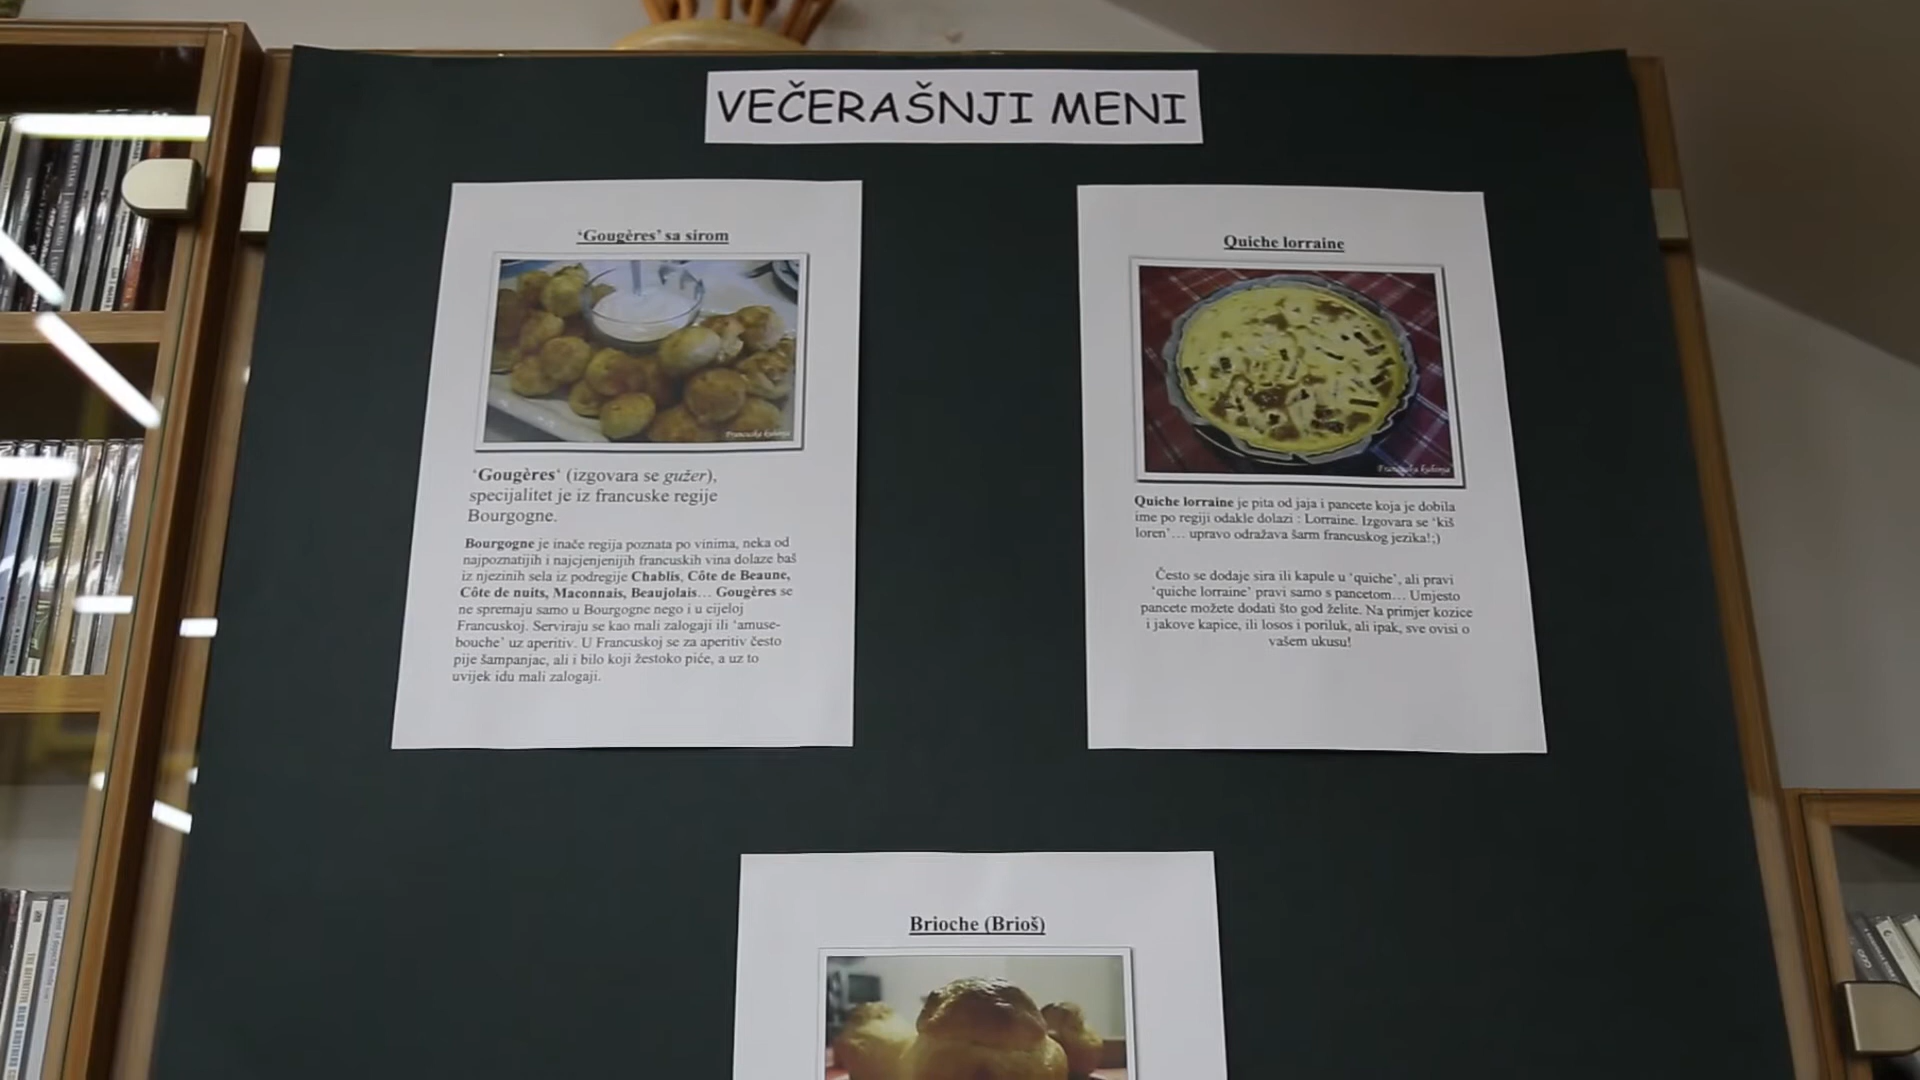 VEČERAŠNJI MENI
‘Gougères’ sa sirom
Francuska kuhinja
‘Gougères‘ (izgovara se gužer),
specijalitet je iz francuske regije
Bourgogne.
Bourgogne je inače regija poznata po vinima, neka od
najpoznatijih i najcjenjenijih francuskih vina dolaze baš
iz njezinih sela iz podregije Chablis, Côte de Beaune,
Côte de nuits, Maconnais, Beaujolais… Gougères se
ne spremaju samo u Bourgogne nego i u cijeloj
Francuskoj. Serviraju se kao mali zalogaji ili ‘amuse-
bouche’ uz aperitiv. U Francuskoj se za aperitiv često
pije šampanjac, ali i bilo koji žestoko piće, a uz to
uvijek idu mali zalogaji.
Quiche lorraine
Francuska kuhinja
Quiche lorraine je pita od jaja i pancete koja je dobila
ime po regiji odakle dolazi : Lorraine. Izgovara se ‘kiš
loren’… upravo odražava šarm francuskog jezika!;)
Često se dodaje sira ili kapule u ‘quiche’, ali pravi
‘quiche lorraine’ pravi samo s pancetom… Umjesto
pancete možete dodati što god želite. Na primjer kozice
i jakove kapice, ili losos i poriluk, ali ipak, sve ovisi o
vašem ukusu!
Brioche (Brioš)